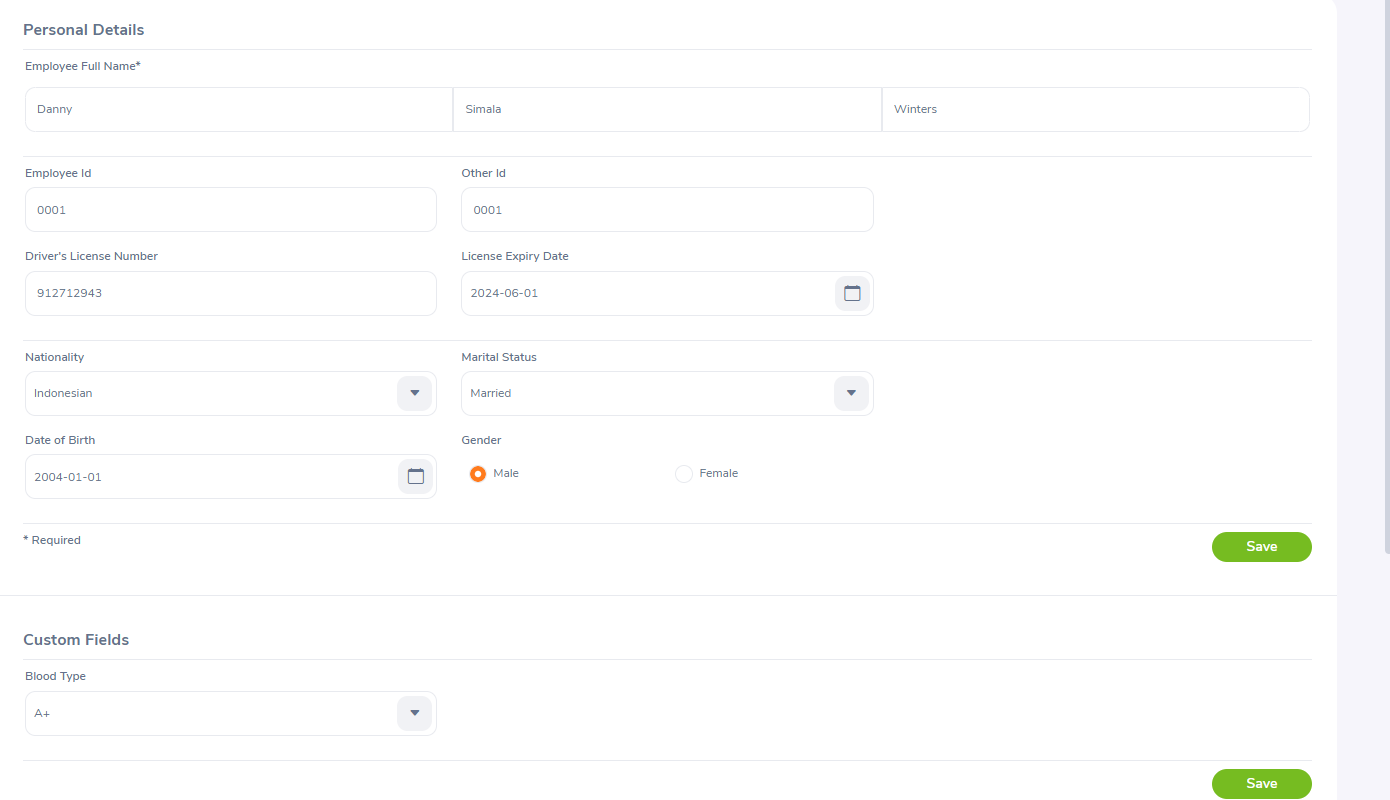 Personal Details
Employee Full Name*
Danny Simala Winters
Employee Id Other Id
0001 0001
Driver's License Number License Expiry Date
912712943 2024-06-01
Nationality Marital Status
Indonesian Married
Date of Birth Gender
2004-01-01 Male Female
* Required Save
Custom Fields
Blood Type
A+
Save